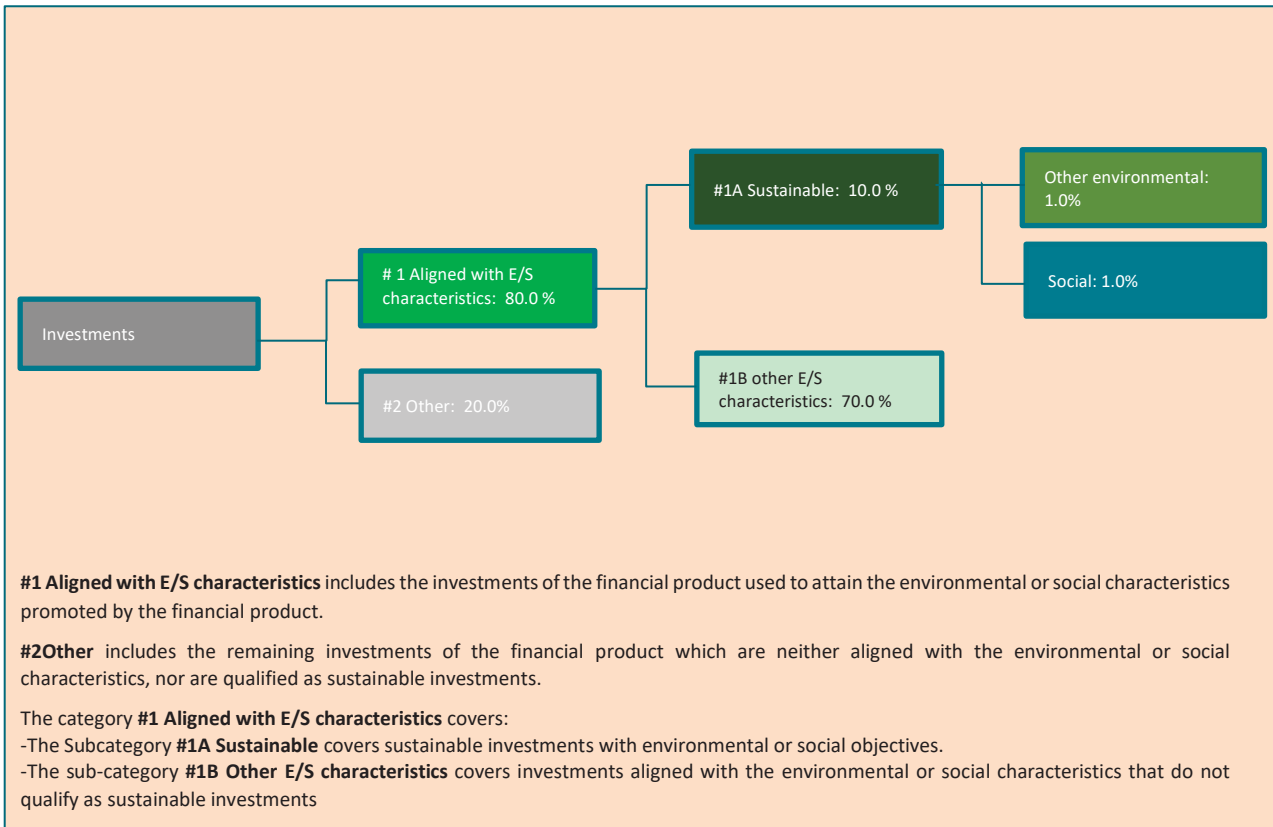 #1A Sustainable:  10.0 %
Other environmental:
1.0%
# 1 Aligned with E/S
characteristics:  80.0 %
Social: 1.0%
Investments
#2 Other:  20.0%
#1B other E/S
characteristics:  70.0 %
#1 Aligned with E/S characteristics includes the investments of the financial product used to attain the environmental or social characteristics
promoted by the financial product.
#2Other includes the remaining investments of the financial product which are neither aligned with the environmental or social
characteristics, nor are qualified as sustainable investments.
The category #1 Aligned with E/S characteristics covers:
-The Subcategory #1A Sustainable covers sustainable investments with environmental or social objectives.
-The sub-category #1B Other E/S characteristics covers investments aligned with the environmental or social characteristics that do not
qualify as sustainable investments